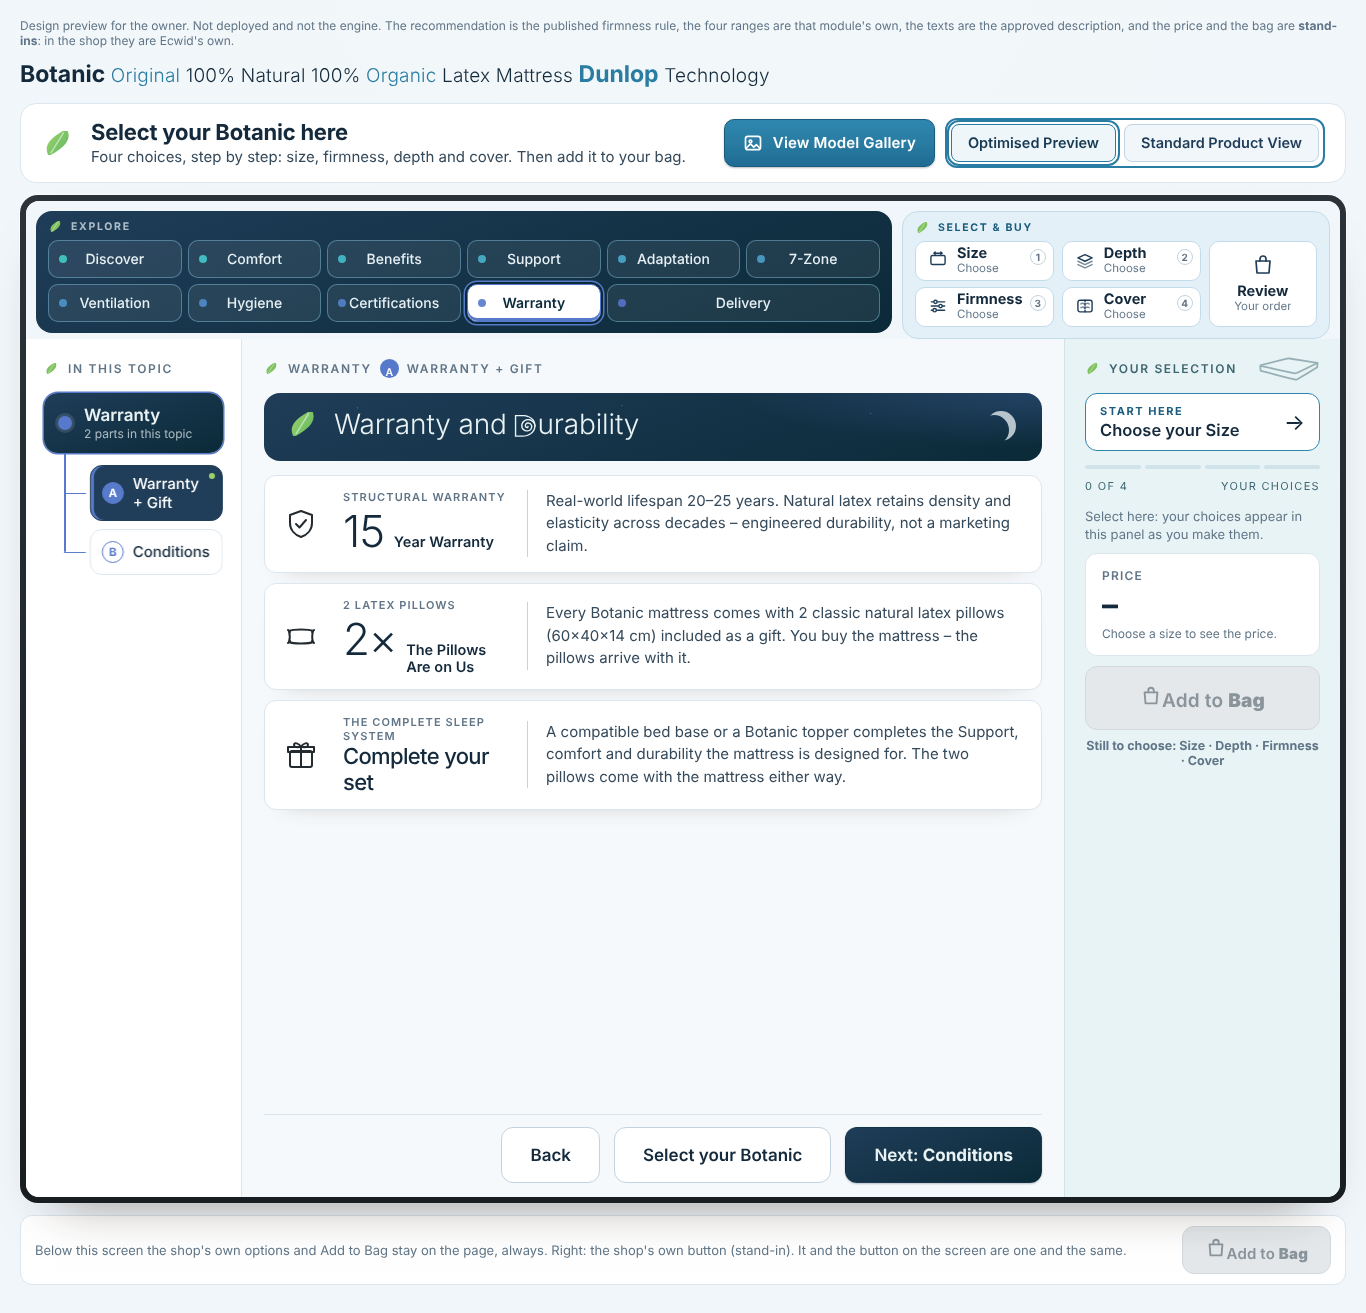 Design preview for the owner. Not deployed and not the engine. The recommendation is the published firmness rule, the four ranges are that module's own, the texts are the approved description, and the price and the bag are stand-
ins: in the shop they are Ecwid's own.
Botanic Original 100% Natural 100% Organic Latex Mattress Dunlop Technology
Select your Botanic here
Four choices, step by step: size, firmness, depth and cover. Then add it to your bag.
View Model Gallery
Optimised Preview
Standard Product View
EXPLORE
Discover
Comfort
Benefits
Support
Adaptation
7-Zone
Ventilation
Hygiene
Certifications
Warranty
Delivery
SELECT & BUY
Size
Choose
1
Depth
Choose
2
Firmness
Choose
3
Cover
Choose
4
Review
Your order
IN THIS TOPIC
Warranty
2 parts in this topic
A
Warranty
+ Gift
B
Conditions
WARRANTY A WARRANTY + GIFT
Warranty and Durability
STRUCTURAL WARRANTY
15 Year Warranty
Real-world lifespan 20–25 years. Natural latex retains density and
elasticity across decades – engineered durability, not a marketing
claim.
2 LATEX PILLOWS
2× The Pillows
Are on Us
Every Botanic mattress comes with 2 classic natural latex pillows
(60×40×14 cm) included as a gift. You buy the mattress – the
pillows arrive with it.
THE COMPLETE SLEEP
SYSTEM
Complete your
set
A compatible bed base or a Botanic topper completes the Support,
comfort and durability the mattress is designed for. The two
pillows come with the mattress either way.
Back
Select your Botanic
Next: Conditions
YOUR SELECTION
START HERE
Choose your Size
0 OF 4
YOUR CHOICES
Select here: your choices appear in
this panel as you make them.
PRICE
–
Choose a size to see the price.
Add to Bag
Still to choose: Size · Depth · Firmness
· Cover
Below this screen the shop's own options and Add to Bag stay on the page, always. Right: the shop's own button (stand-in). It and the button on the screen are one and the same.
Add to Bag